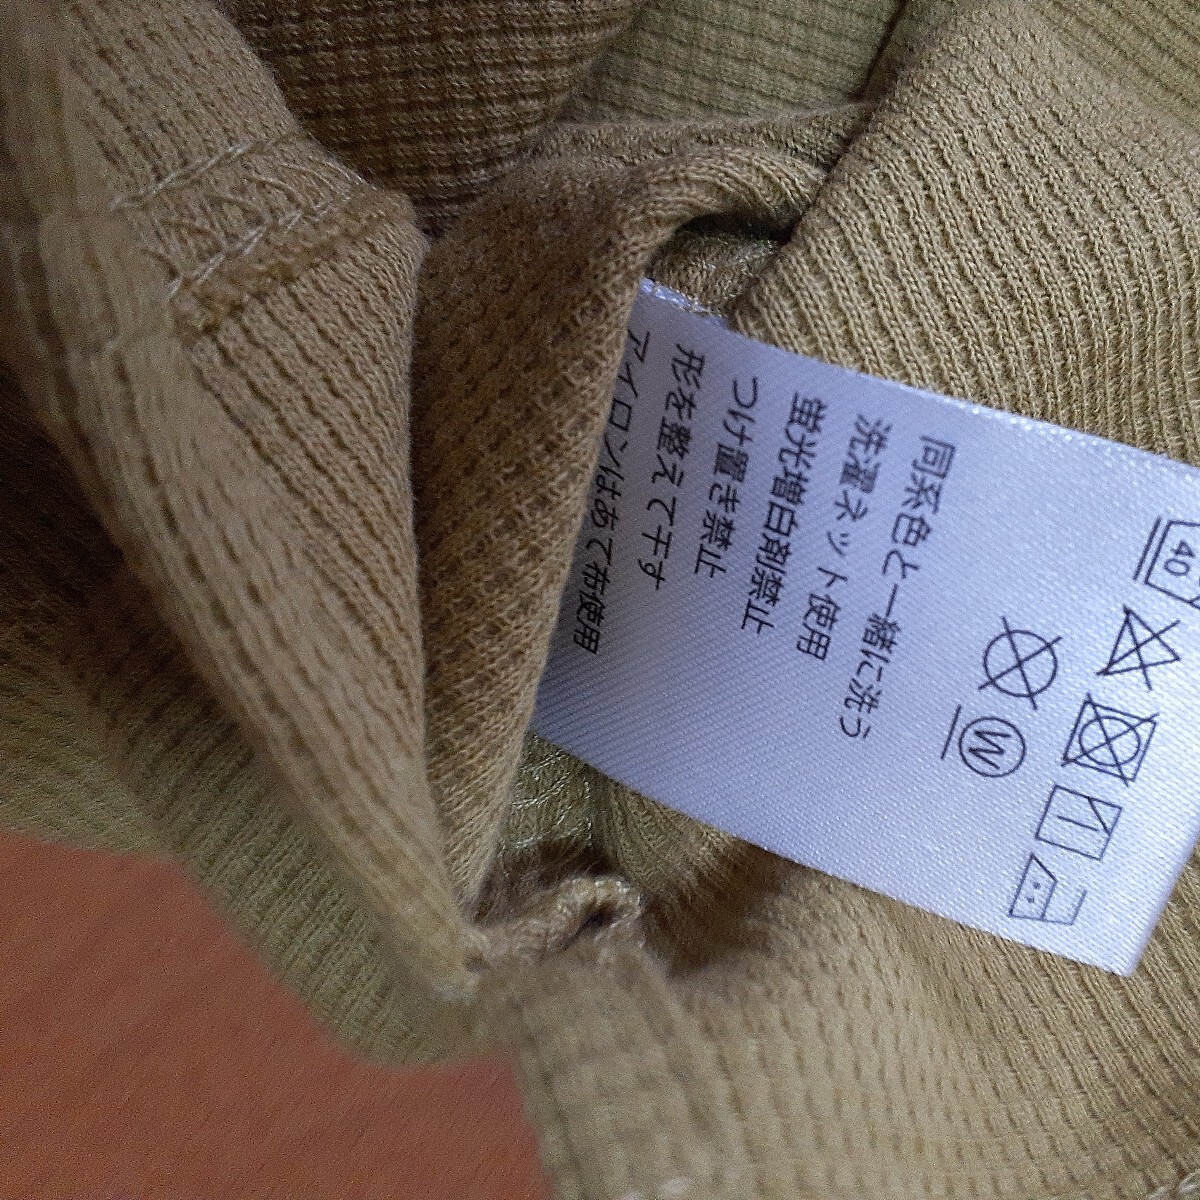 40
W
同系色と一緒に洗う
洗濯ネット使用
蛍光増白剤禁止
つけ置き禁止
形を整えて干す
アイロンはあて布使用